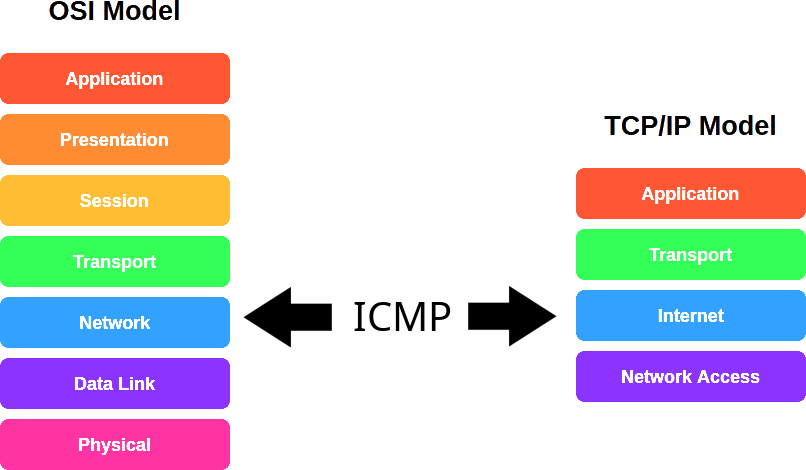 OSI Model
Application
Presentation
Session
Transport
Network
Data Link
Physical
ICMP
TCP/IP Model
Application
Transport
Internet
Network Access